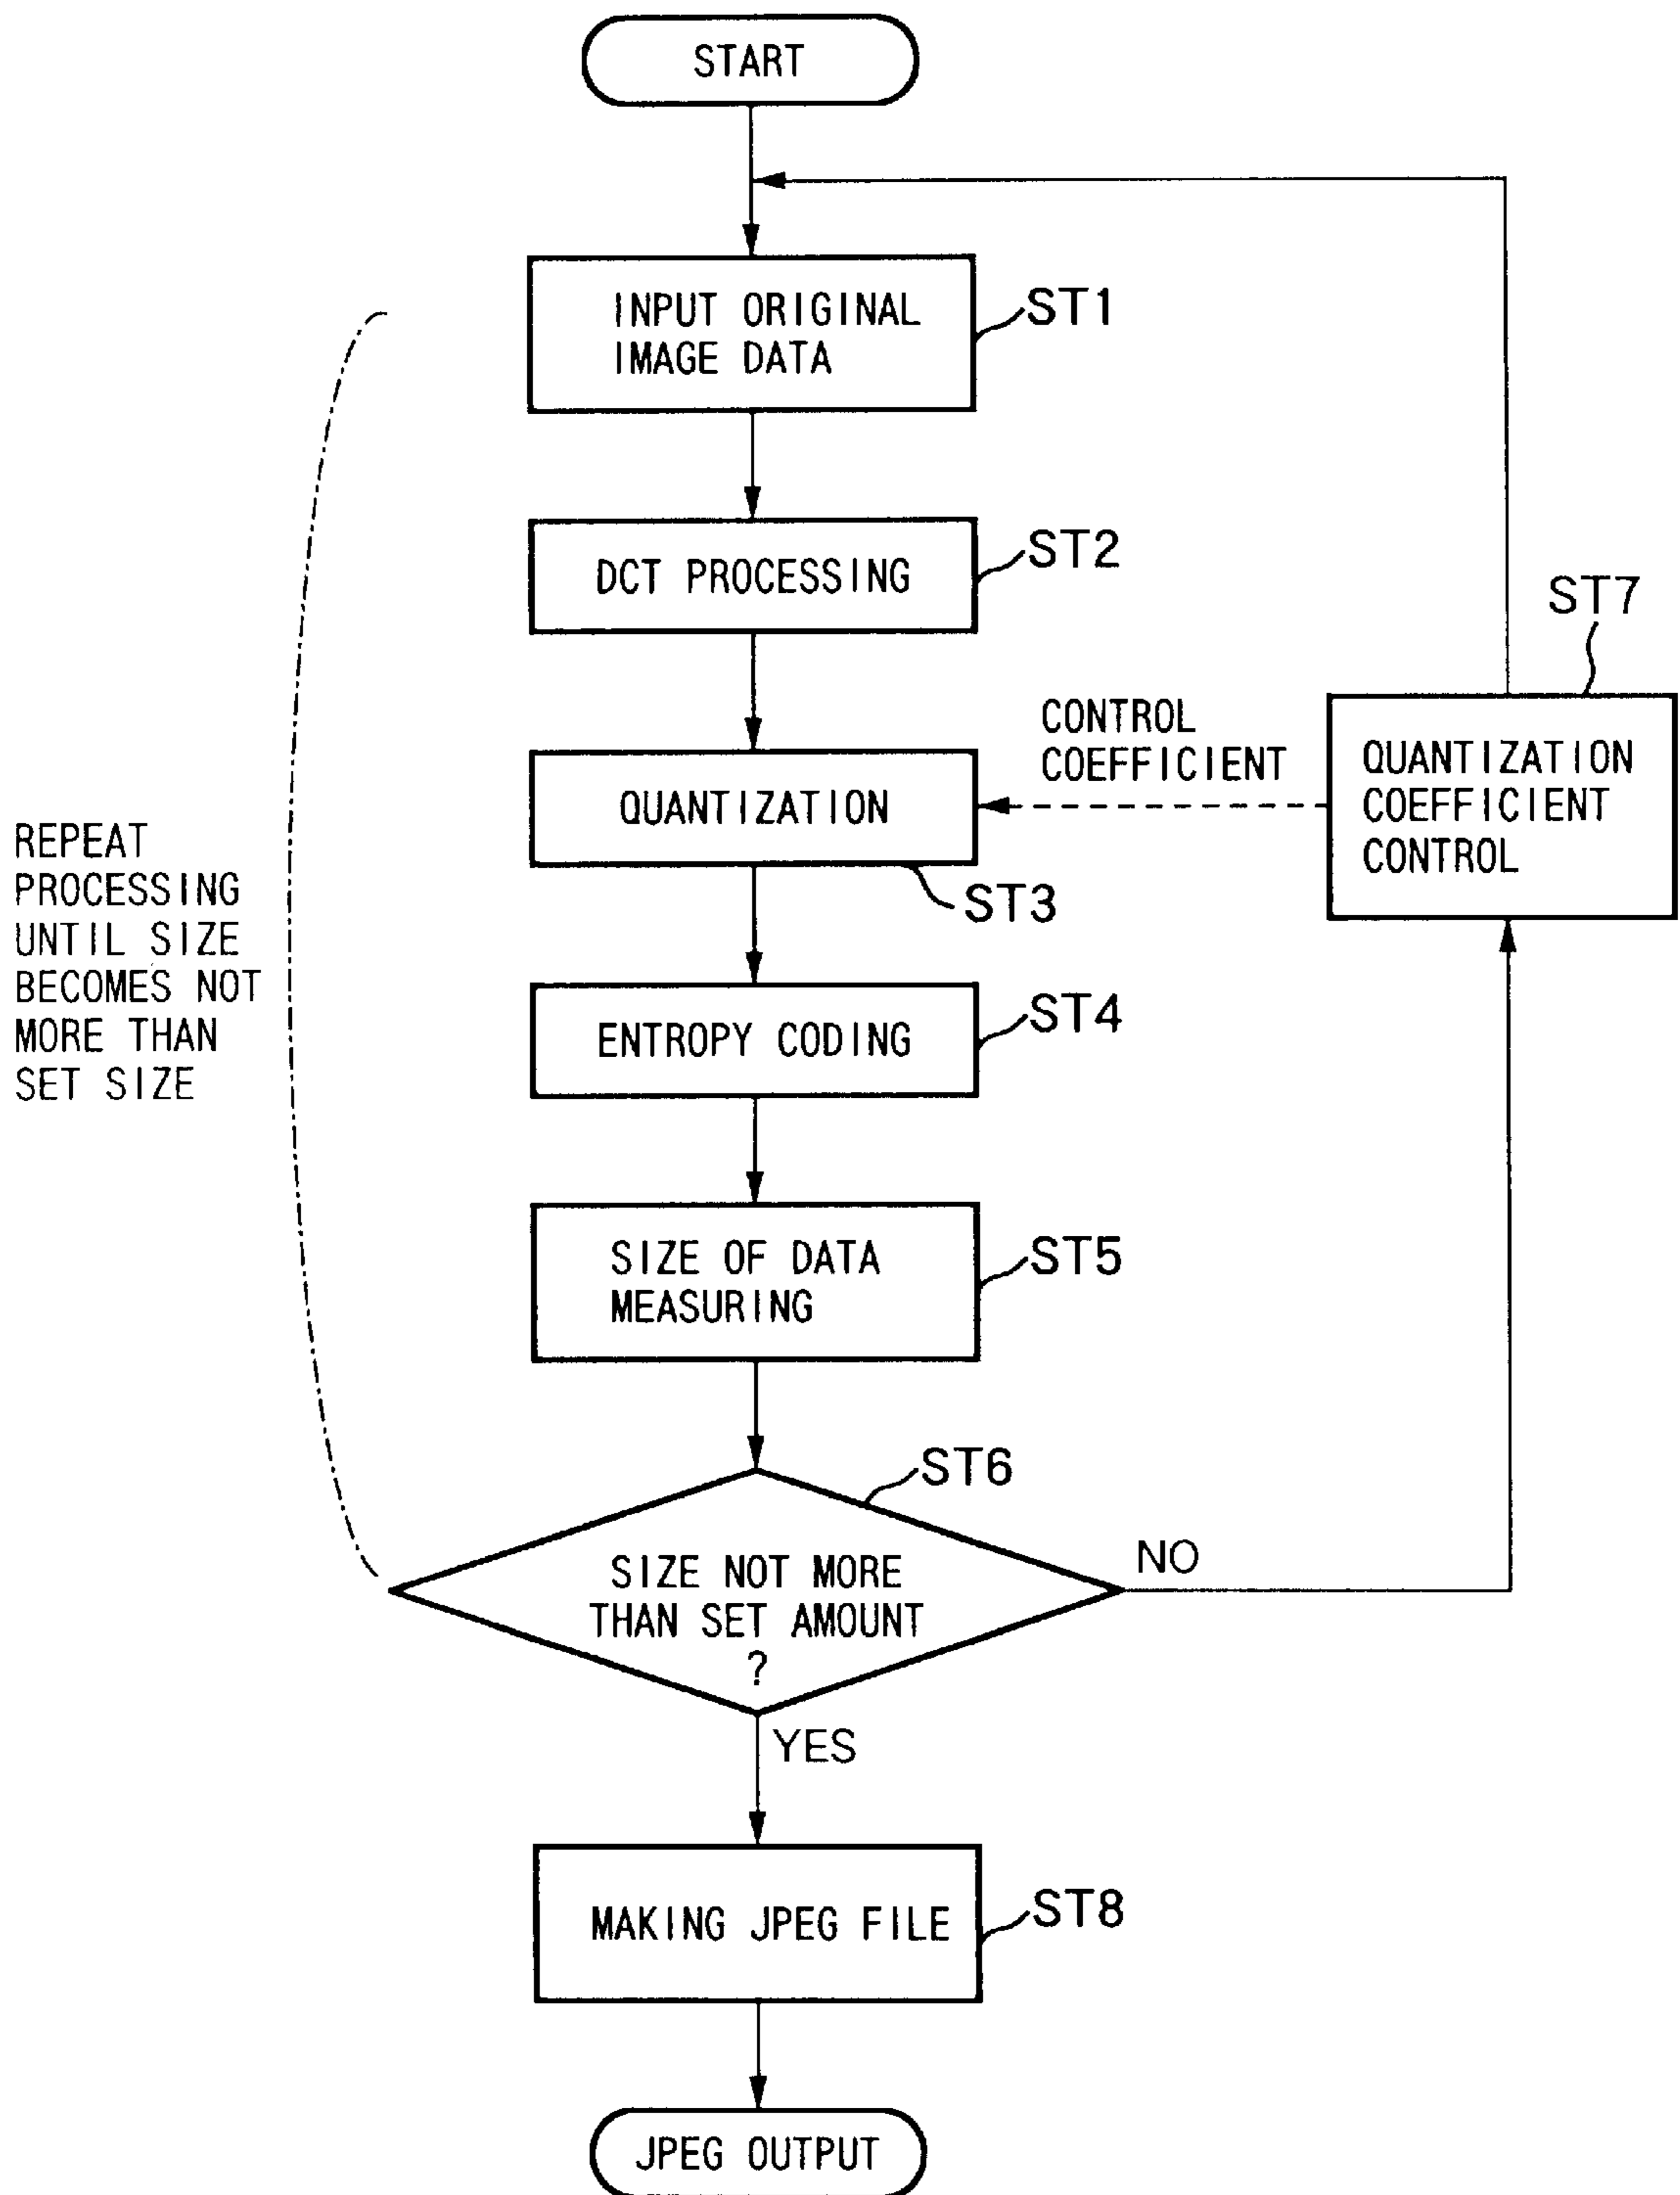 START
INPUT ORIGINAL
IMAGE DATA
ST1
DCT PROCESSING
ST2
ST7
CONTROL
COEFFICIENT
QUANTIZATION
COEFFICIENT
CONTROL
QUANTIZATION
ST3
REPEAT
PROCESSING
UNTIL SIZE
BECOMES NOT
MORE THAN
SET SIZE
ENTROPY CODING
ST4
SIZE OF DATA
MEASURING
ST5
ST6
SIZE NOT MORE
THAN SET AMOUNT
?
NO
YES
MAKING JPEG FILE
ST8
JPEG OUTPUT